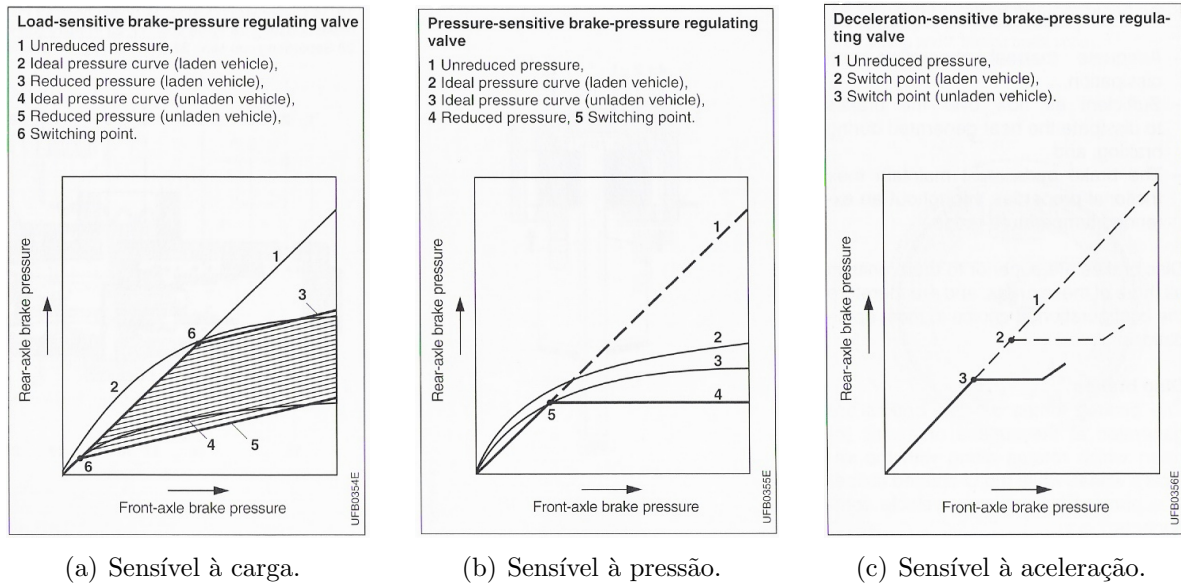 Load-sensitive brake-pressure regulating valve
1 Unreduced pressure,
2 Ideal pressure curve (laden vehicle),
3 Reduced pressure (laden vehicle),
4 Ideal pressure curve (unladen vehicle),
5 Reduced pressure (unladen vehicle),
6 Switching point.
Rear-axle brake pressure
1
2
3
6
4
5
6
Front-axle brake pressure
UFB0354E
(a) Sensível à carga.
Pressure-sensitive brake-pressure regulating
valve
1 Unreduced pressure,
2 Ideal pressure curve (laden vehicle),
3 Ideal pressure curve (unladen vehicle),
4 Reduced pressure, 5 Switching point.
Rear-axle brake pressure
1
2
3
4
5
Front-axle brake pressure
UFB0355E
(b) Sensível à pressão.
Deceleration-sensitive brake-pressure regula-
ting valve
1 Unreduced pressure,
2 Switch point (laden vehicle),
3 Switch point (unladen vehicle).
Rear-axle brake pressure
1
2
3
Front-axle brake pressure
UFB0356E
(c) Sensível à aceleração.